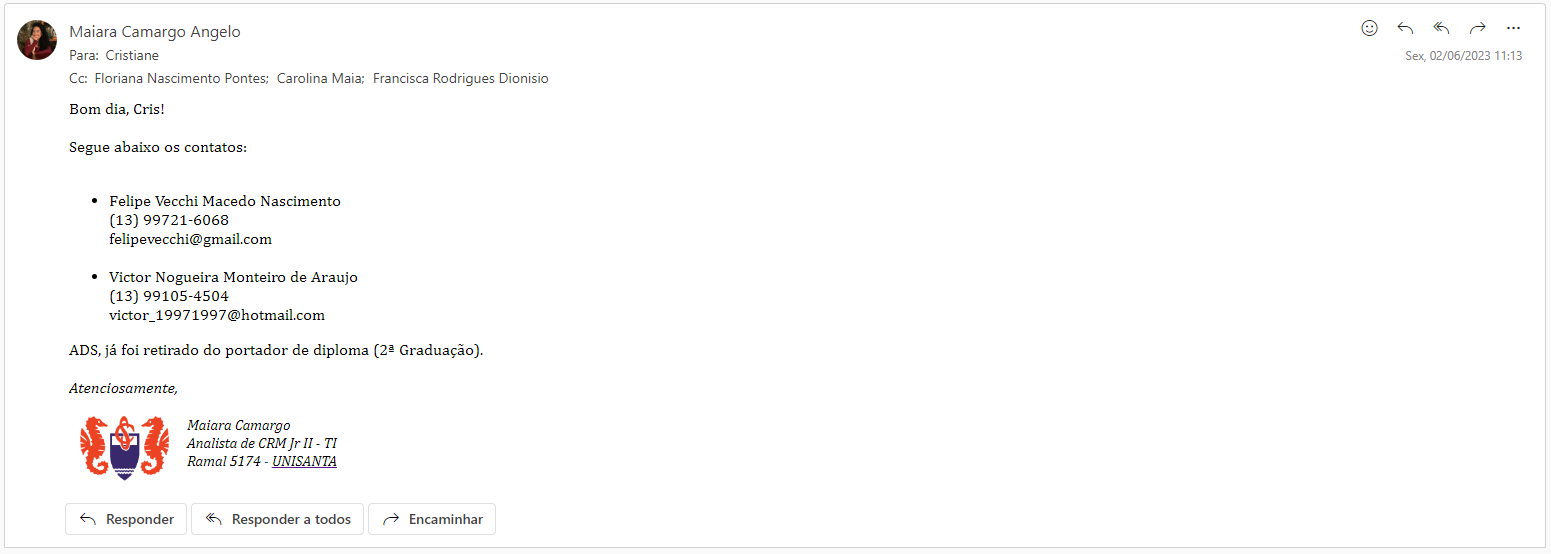 Maiara Camargo Angelo
Para: Cristiane
Cc: Floriana Nascimento Pontes; Carolina Maia; Francisca Rodrigues Dionisio
Sex, 02/06/2023 11:13
Bom dia, Cris!
Segue abaixo os contatos:
• Felipe Vecchi Macedo Nascimento
(13) 99721-6068
felipevecchi@gmail.com
• Victor Nogueira Monteiro de Araujo
(13) 99105-4504
victor_19971997@hotmail.com
ADS, já foi retirado do portador de diploma (2ª Graduação).
Atenciosamente,
Maiara Camargo
Analista de CRM Jr II - TI
Ramal 5174 - UNISANTA
Responder Responder a todos Encaminhar